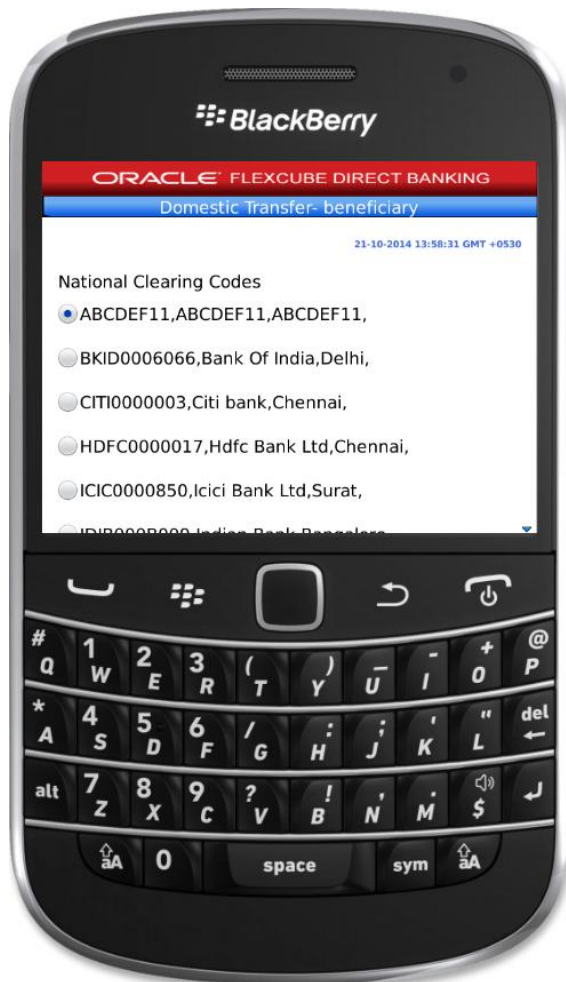 BlackBerry
ORACLE FLEXCUBE DIRECT BANKING
Domestic Transfer- beneficiary
21-10-2014 13:58:31 GMT +0530
National Clearing Codes
ABCDEF11,ABCDEF11,ABCDEF11,
BKID0006066,Bank Of India,Delhi,
CITI0000003,Citi bank,Chennai,
HDFC0000017,Hdfc Bank Ltd,Chennai,
ICIC0000850,Icici Bank Ltd,Surat,
Indian Bank,Bangalore,
# 1 2 3 ( ) _ - + @
Q W E R T Y U I O P
* 4 5 6 / : ; ' " del
A S D F G H J K L
alt 7 8 9 ? ! , . $
Z X C V B N M
aA 0 space sym aA